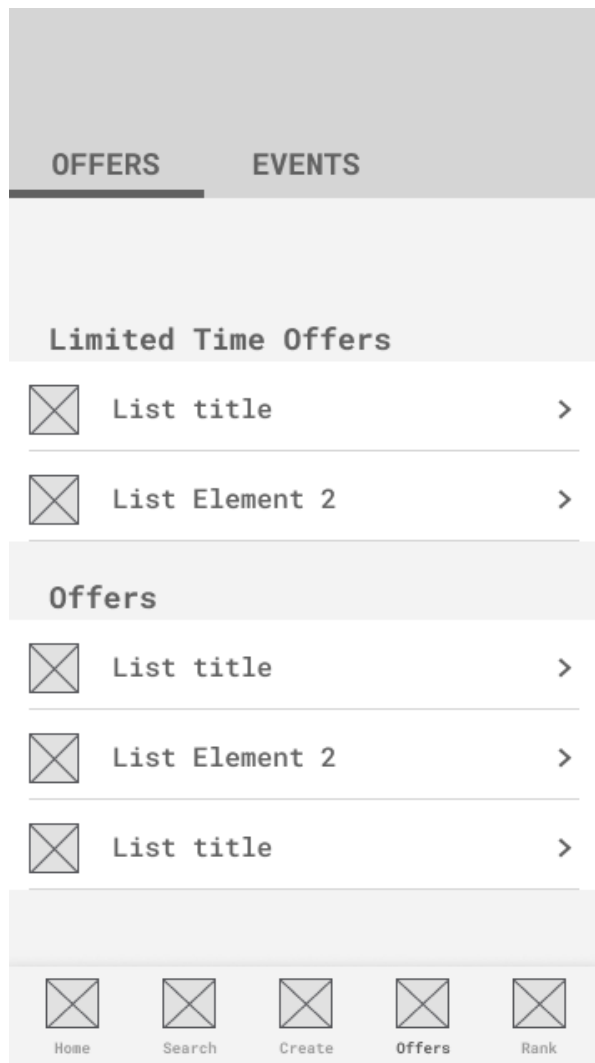 OFFERS EVENTS
Limited Time Offers
List title
List Element 2
Offers
List title
List Element 2
List title
Home Search Create Offers Rank